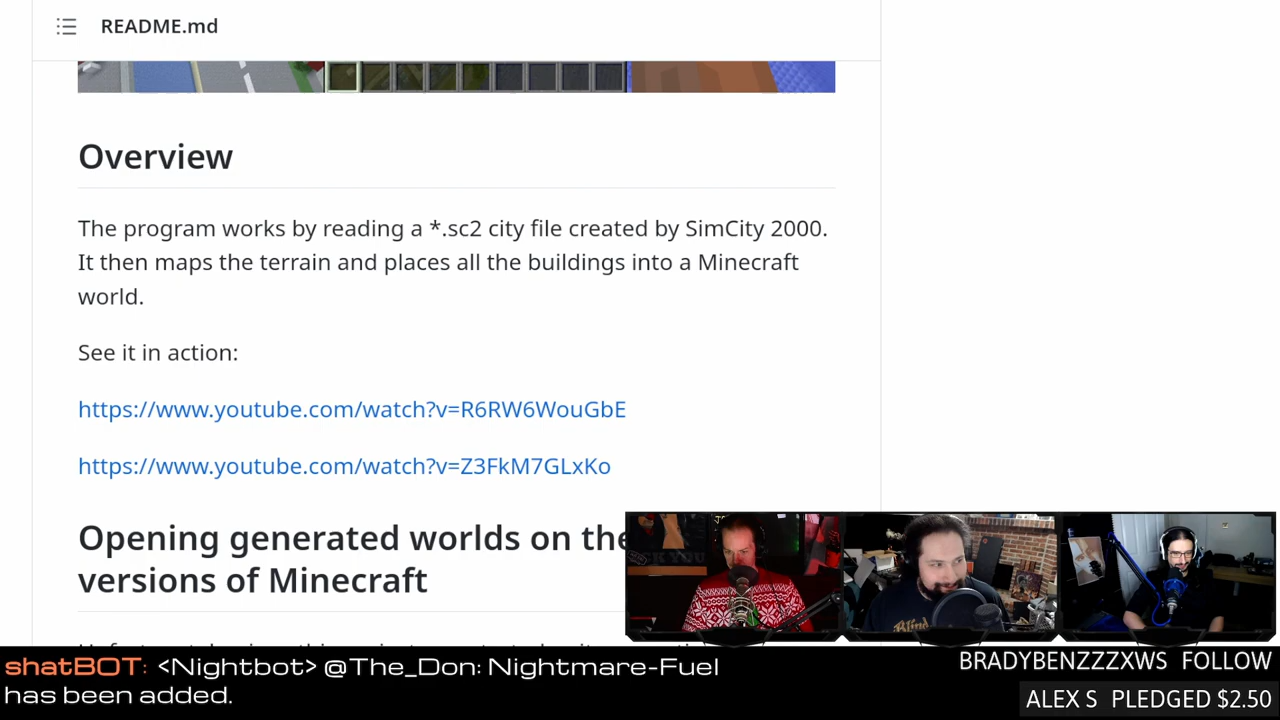 README.md
Overview
The program works by reading a *.sc2 city file created by SimCity 2000.
It then maps the terrain and places all the buildings into a Minecraft
world.
See it in action:
https://www.youtube.com/watch?v=R6RW6WouGbE
https://www.youtube.com/watch?v=Z3FkM7GLxKo
Opening generated worlds on the
versions of Minecraft
shatBOT: <Nightbot> @The_Don: Nightmare-Fuel
has been added.
BRADYBENZZZXWS FOLLOW
ALEX S PLEDGED $2.50